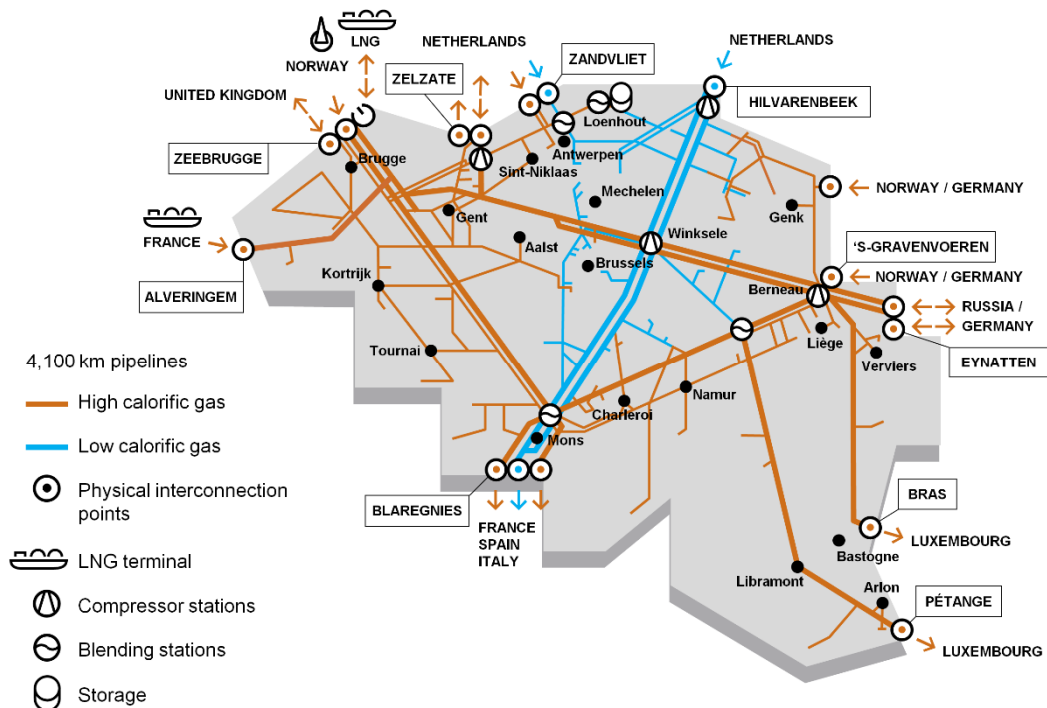 LNG
NORWAY
NETHERLANDS
NETHERLANDS
ZANDVLIET
ZELZATE
UNITED KINGDOM
HILVARENBEEK
Loenhout
ZEEBRUGGE
Brugge
Antwerpen
Sint-Niklaas
Mechelen
NORWAY / GERMANY
Genk
Gent
FRANCE
Winksele
Aalst
'S-GRAVENVOEREN
Brussels
NORWAY / GERMANY
ALVERINGEM
Kortrijk
Berneau
RUSSIA /
GERMANY
Liège
Tournai
Verviers
EYNATTEN
4,100 km pipelines
High calorific gas
Namur
Charleroi
Low calorific gas
Mons
Physical interconnection
points
BLAREGNIES
BRAS
FRANCE
SPAIN
ITALY
LUXEMBOURG
Bastogne
LNG terminal
Libramont
Arlon
PÉTANGE
Compressor stations
Blending stations
LUXEMBOURG
Storage